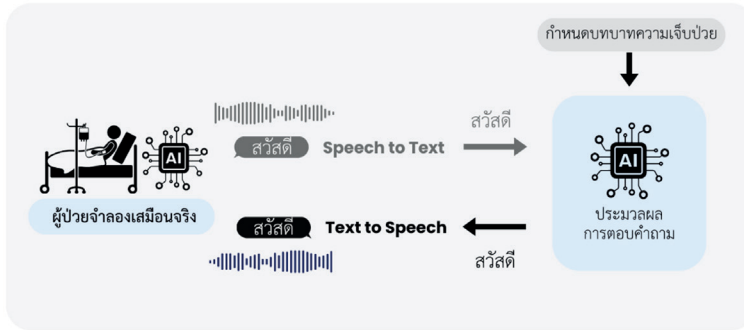 กำหนดบทบาทความเจ็บป่วย
สวัสดี
สวัสดี Speech to Text
AI
AI
ผู้ป่วยจำลองเสมือนจริง
สวัสดี Text to Speech
สวัสดี
ประมวลผล
การตอบคำถาม